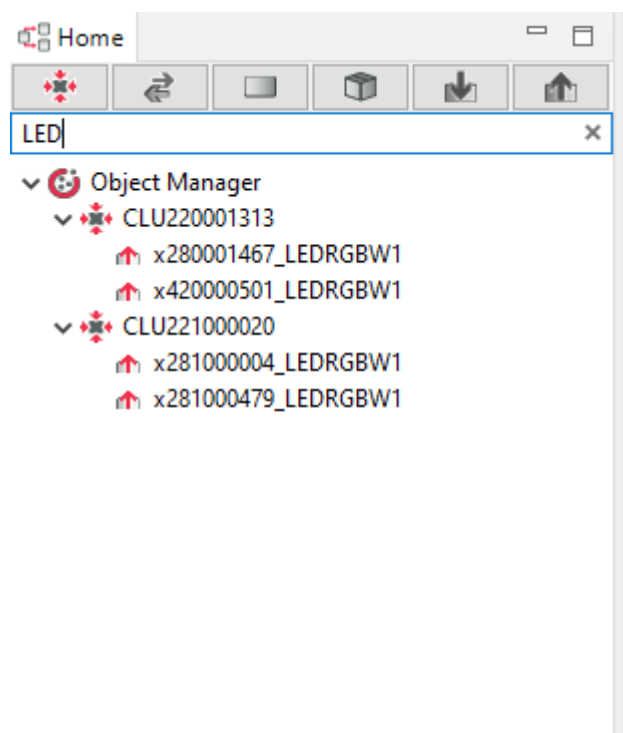 Home
LED
Object Manager
CLU220001313
x280001467_LEDRGBW1
x420000501_LEDRGBW1
CLU221000020
x281000004_LEDRGBW1
x281000479_LEDRGBW1